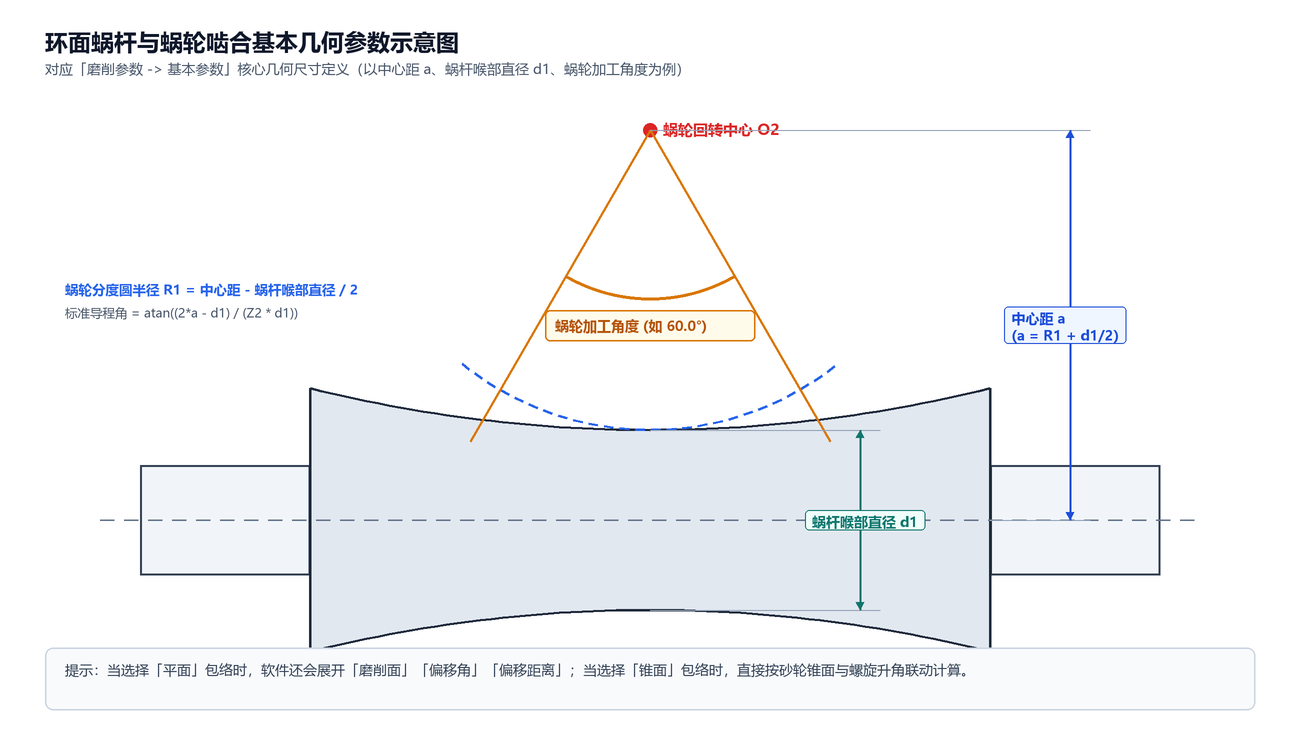 环面蜗杆与蜗轮啮合基本几何参数示意图
对应「磨削参数 -> 基本参数」核心几何尺寸定义（以中心距 a、蜗杆喉部直径 d1、蜗轮加工角度为例）
蜗轮回转中心 O2
蜗轮分度圆半径 R1 = 中心距 - 蜗杆喉部直径 / 2
标准导程角 = atan((2*a - d1) / (Z2 * d1))
蜗轮加工角度 (如 60.0°)
中心距 a
(a = R1 + d1/2)
蜗杆喉部直径 d1
提示：当选择「平面」包络时，软件还会展开「磨削面」「偏移角」「偏移距离」；当选择「锥面」包络时，直接按砂轮锥面与螺旋升角联动计算。